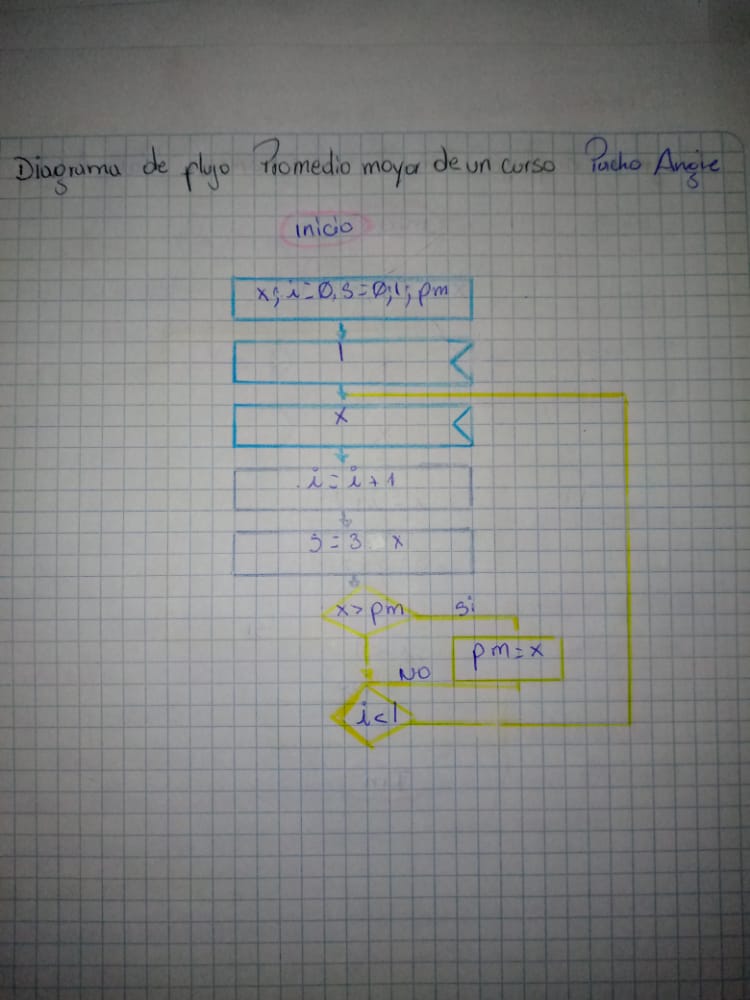 Diagrama de flujo Promedio mayor de un curso Pacho Angie
inicio
x; i=0, s=0; l; pm
l
x
i = i + 1
s = s x
x > pm si
pm = x
NO
i < l